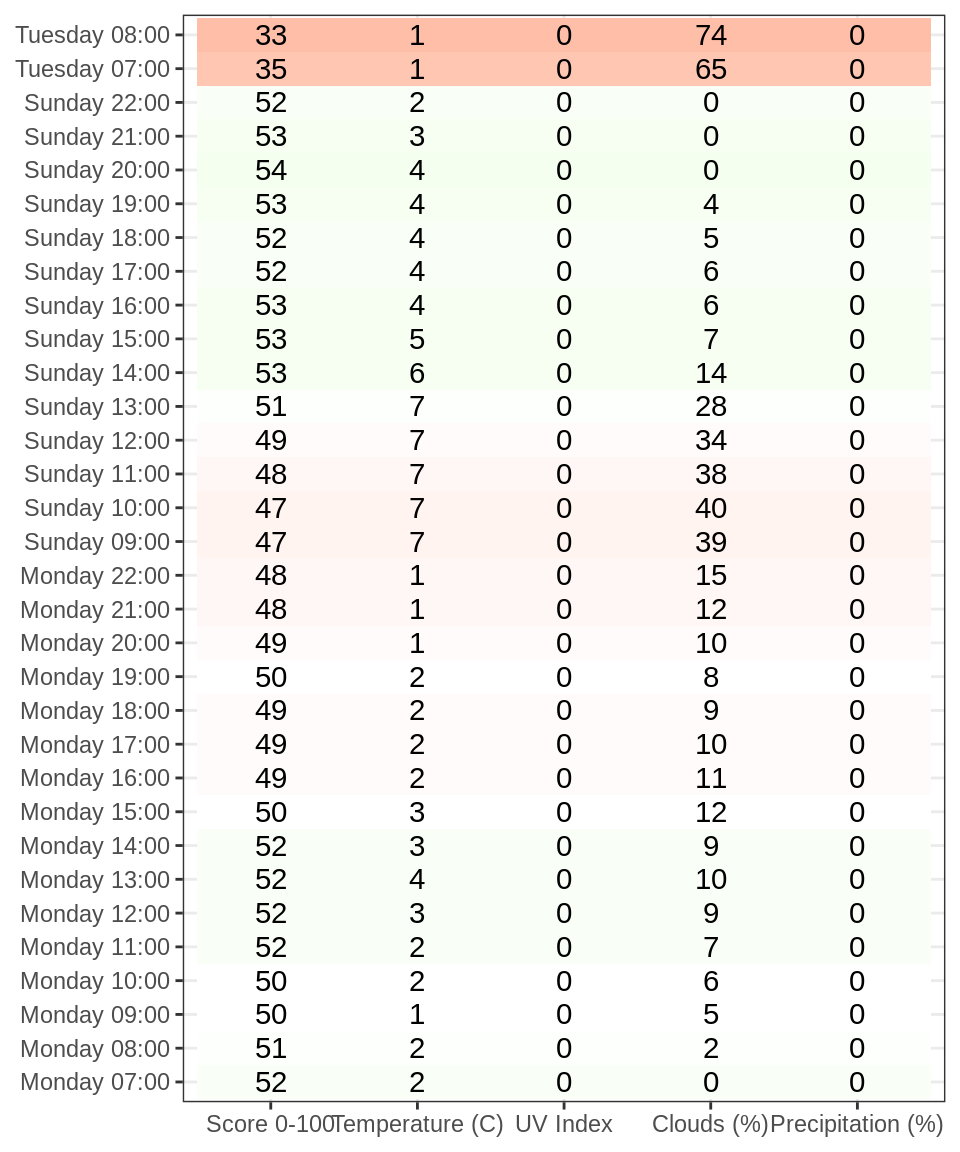 Tuesday 08:00 33 1 0 74 0
Tuesday 07:00 35 1 0 65 0
Sunday 22:00 52 2 0 0 0
Sunday 21:00 53 3 0 0 0
Sunday 20:00 54 4 0 0 0
Sunday 19:00 53 4 0 4 0
Sunday 18:00 52 4 0 5 0
Sunday 17:00 52 4 0 6 0
Sunday 16:00 53 4 0 6 0
Sunday 15:00 53 5 0 7 0
Sunday 14:00 53 6 0 14 0
Sunday 13:00 51 7 0 28 0
Sunday 12:00 49 7 0 34 0
Sunday 11:00 48 7 0 38 0
Sunday 10:00 47 7 0 40 0
Sunday 09:00 47 7 0 39 0
Monday 22:00 48 1 0 15 0
Monday 21:00 48 1 0 12 0
Monday 20:00 49 1 0 10 0
Monday 19:00 50 2 0 8 0
Monday 18:00 49 2 0 9 0
Monday 17:00 49 2 0 10 0
Monday 16:00 49 2 0 11 0
Monday 15:00 50 3 0 12 0
Monday 14:00 52 3 0 9 0
Monday 13:00 52 4 0 10 0
Monday 12:00 52 3 0 9 0
Monday 11:00 52 2 0 7 0
Monday 10:00 50 2 0 6 0
Monday 09:00 50 1 0 5 0
Monday 08:00 51 2 0 2 0
Monday 07:00 52 2 0 0 0
Score 0-100 Temperature (C) UV Index Clouds (%) Precipitation (%)